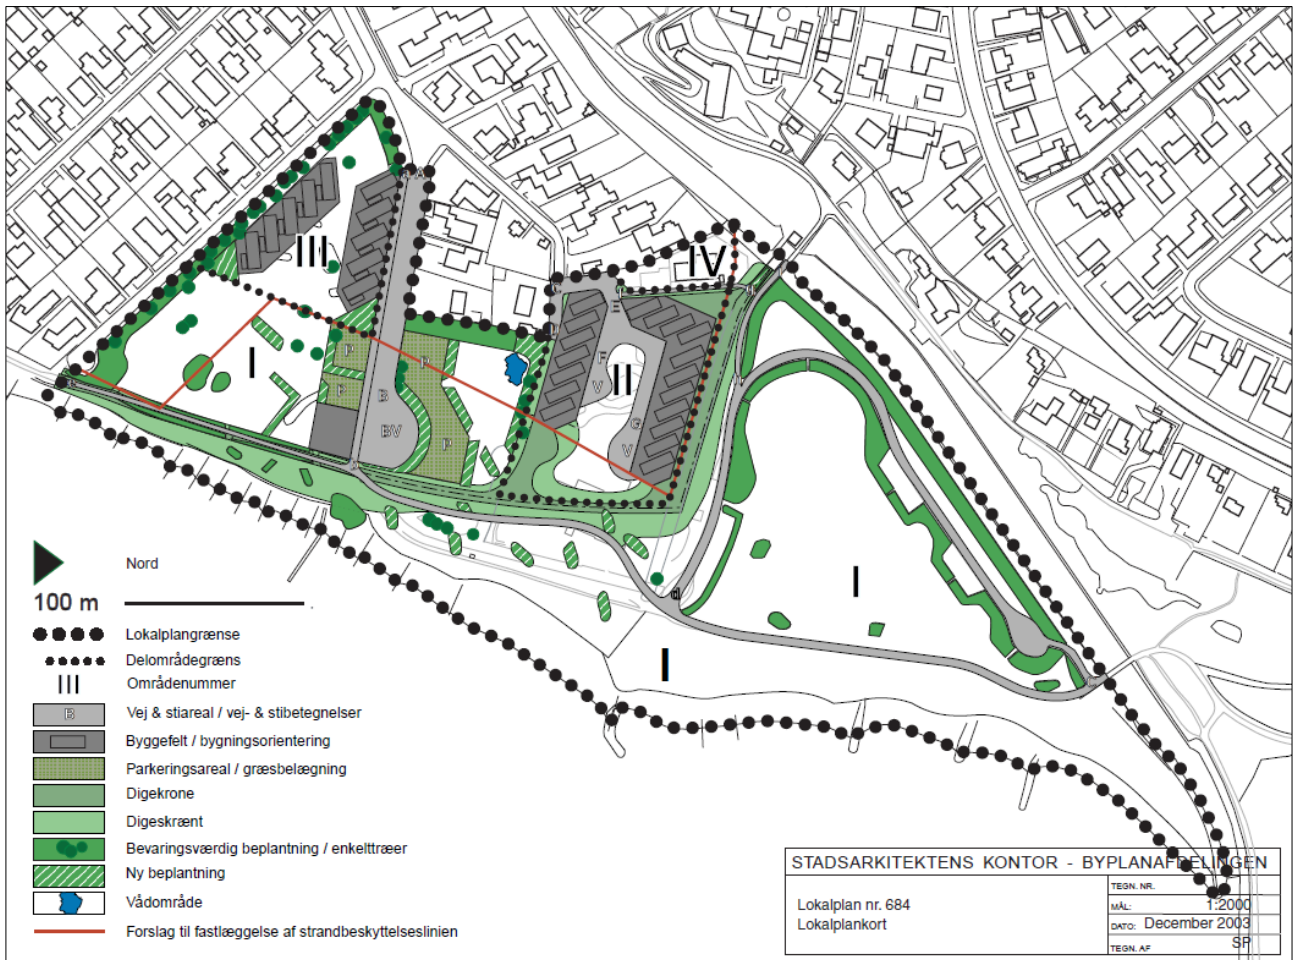 A
III
IV
E
P
P
F
V
II
I
P
B
G
BV
P
V
I
d
I
Nord
100 m
Lokalplangrænse
Delområdegræns
III Områdenummer
B Vej & stiareal / vej- & stibetegnelser
Byggefelt / bygningsorientering
Parkeringsareal / græsbelægning
Digekrone
Digeskrænt
Bevaringsværdig beplantning / enkelttræer
Ny beplantning
Vådområde
Forslag til fastlæggelse af strandbeskyttelseslinien
STADSARKITEKTENS KONTOR - BYPLANAFDELINGEN
Lokalplan nr. 684
Lokalplankort
TEGN. NR.
MÅL: 1:2000
DATO: December 2003
TEGN. AF SP